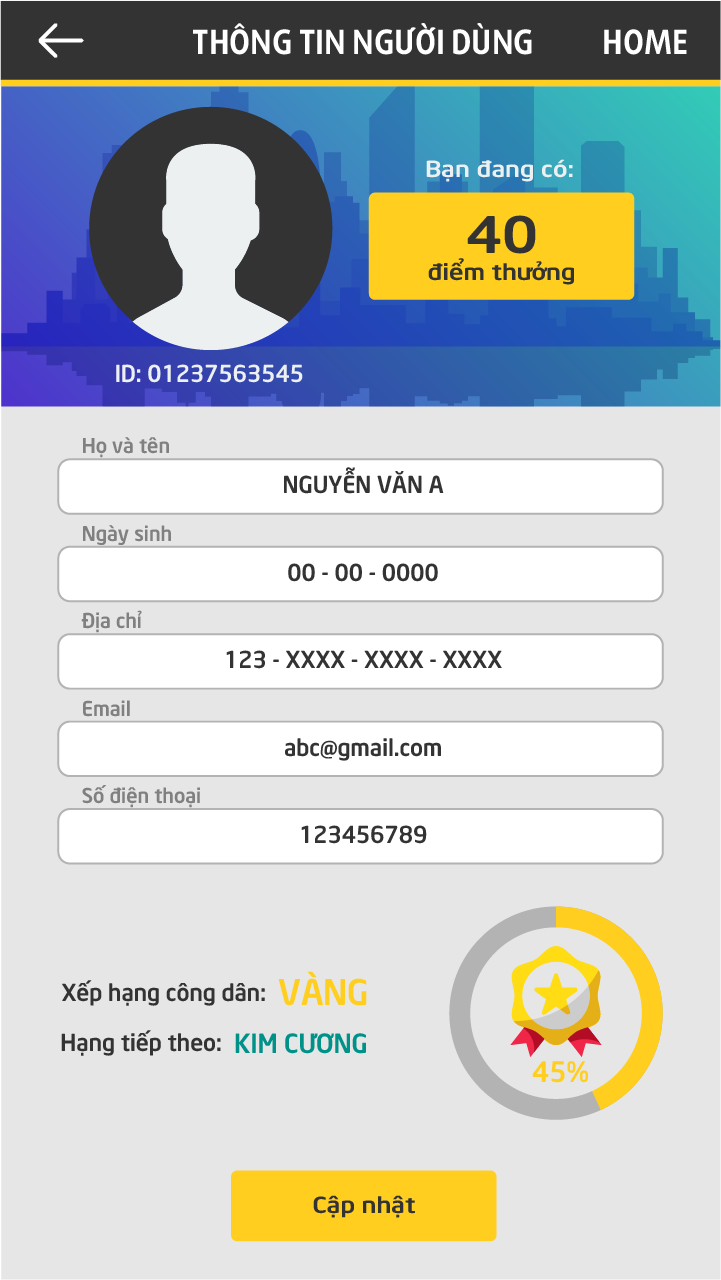 THÔNG TIN NGƯỜI DÙNG HOME
Bạn đang có:
40
điểm thưởng
ID: 01237563545
Họ và tên
NGUYỄN VĂN A
Ngày sinh
00 - 00 - 0000
Địa chỉ
123 - XXXX - XXXX - XXXX
Email
abc@gmail.com
Số điện thoại
123456789
Xếp hạng công dân: VÀNG
Hạng tiếp theo: KIM CƯƠNG
45%
Cập nhật